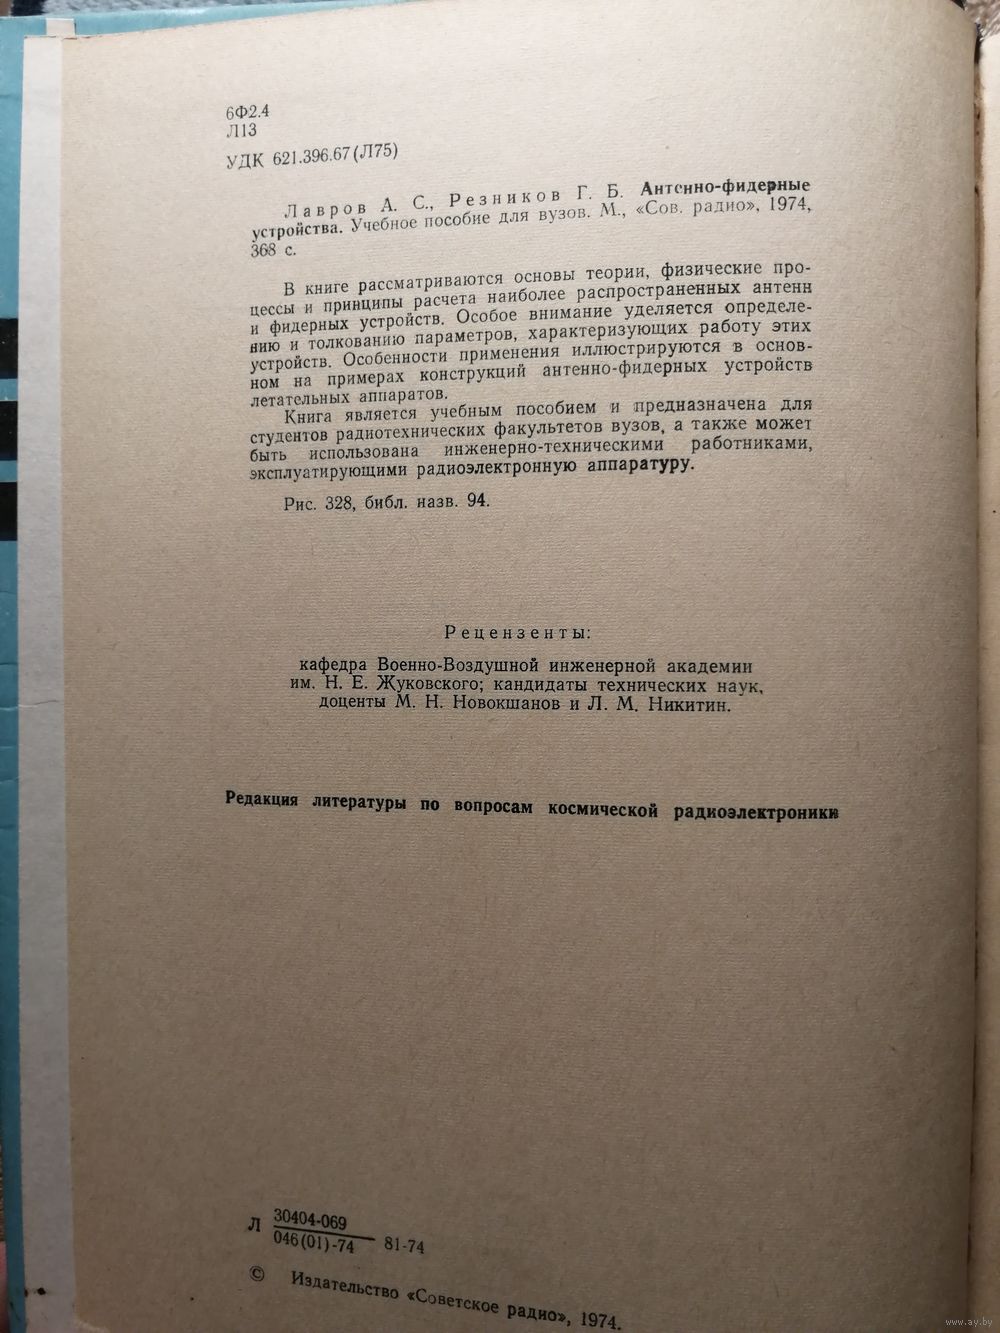 6Ф2.4
Л13
УДК 621.396.67(Л75)
Лавров А. С., Резников Г. Б. Антенно-фидерные
устройства. Учебное пособие для вузов. М., «Сов. радио», 1974,
368 с.
В книге рассматриваются основы теории, физические про-
цессы и принципы расчета наиболее распространенных антенн
и фидерных устройств. Особое внимание уделяется определе-
нию и толкованию параметров, характеризующих работу этих
устройств. Особенности применения иллюстрируются в основ-
ном на примерах конструкций антенно-фидерных устройств
летательных аппаратов.
Книга является учебным пособием и предназначена для
студентов радиотехнических факультетов вузов, а также может
быть использована инженерно-техническими работниками,
эксплуатирующими радиоэлектронную аппаратуру.
Рис. 328, библ. назв. 94.
Рецензенты:
кафедра Военно-Воздушной инженерной академии
им. Н. Е. Жуковского; кандидаты технических наук,
доценты М. Н. Новокшанов и Л. М. Никитин.
Редакция литературы по вопросам космической радиоэлектроники
Л 30404-069
046(01)-74 81-74
© Издательство «Советское радио», 1974.
www.ay.by